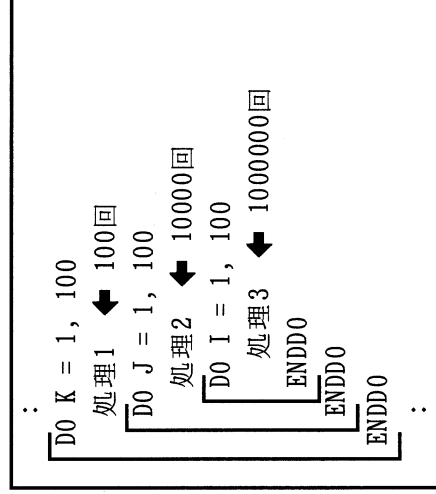 :
DO K = 1, 100
処理1 ➡ 100回
DO J = 1, 100
処理2 ➡ 10000回
DO I = 1, 100
処理3 ➡ 1000000回
ENDDO
ENDDO
ENDDO
: